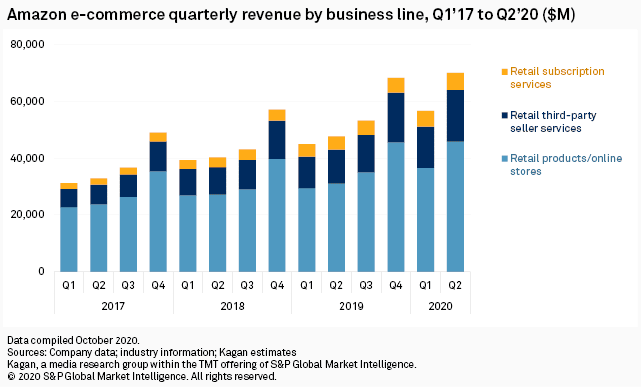 Amazon e-commerce quarterly revenue by business line, Q1'17 to Q2'20 ($M)
80,000
60,000
40,000
20,000
0
Retail subscription
services
Retail third-party
seller services
Retail products/online
stores
Q1 Q2 Q3 Q4 Q1 Q2 Q3 Q4 Q1 Q2 Q3 Q4 Q1 Q2
2017 2018 2019 2020
Data compiled October 2020.
Sources: Company data; industry information; Kagan estimates
Kagan, a media research group within the TMT offering of S&P Global Market Intelligence.
© 2020 S&P Global Market Intelligence. All rights reserved.